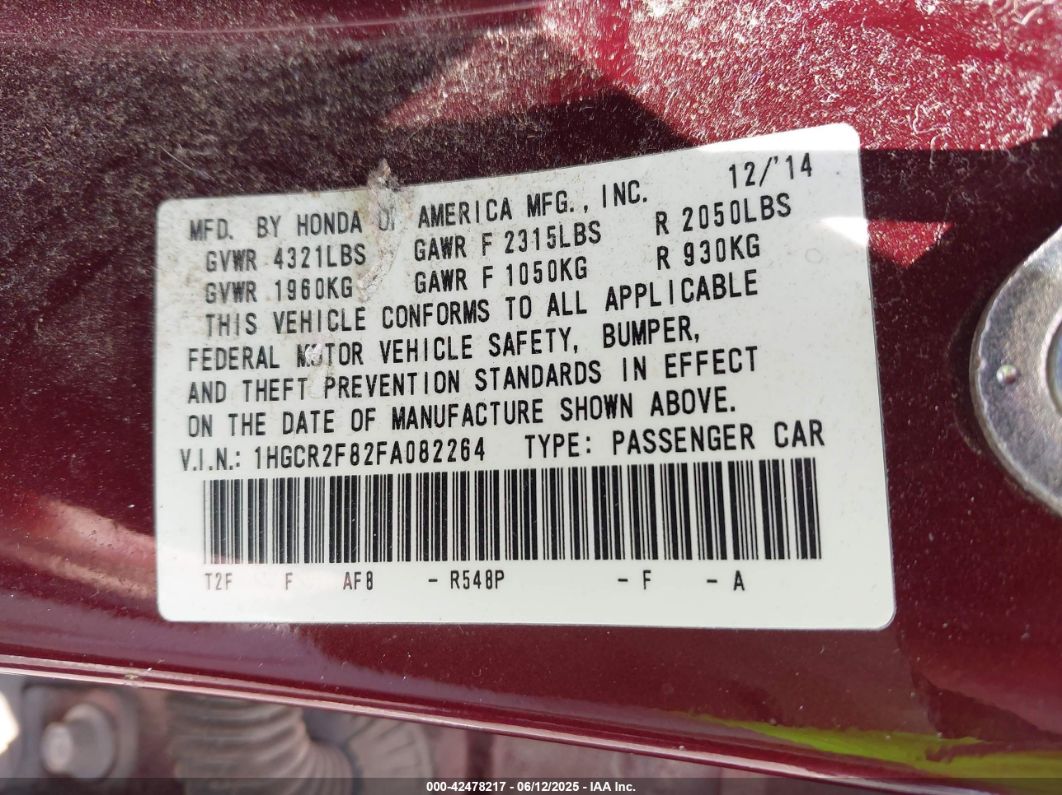 12/'14
MFD. BY HONDA OF AMERICA MFG., INC.
GVWR 4321LBS GAWR F 2315LBS R 2050LBS
GVWR 1960KG GAWR F 1050KG R 930KG
THIS VEHICLE CONFORMS TO ALL APPLICABLE
FEDERAL MOTOR VEHICLE SAFETY, BUMPER,
AND THEFT PREVENTION STANDARDS IN EFFECT
ON THE DATE OF MANUFACTURE SHOWN ABOVE.
V.I.N.: 1HGCR2F82FA082264 TYPE: PASSENGER CAR
T2F F AF8 - R548P - F - A
000-42478217 - 06/12/2025 - IAA Inc.